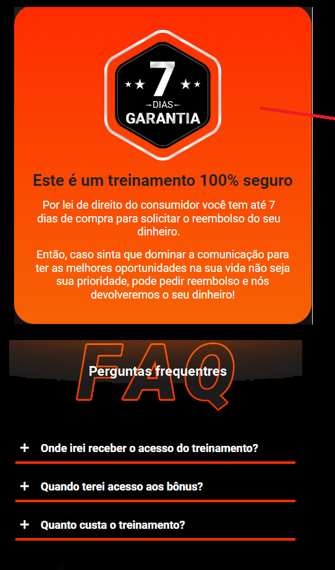 7
DIAS
GARANTIA
Este é um treinamento 100% seguro
Por lei de direito do consumidor você tem até 7
dias de compra para solicitar o reembolso do seu
dinheiro.
Então, caso sinta que dominar a comunicação para
ter as melhores oportunidades na sua vida não seja
sua prioridade, pode pedir reembolso e nós
devolveremos o seu dinheiro!
FAQ
Perguntas frequentres
+ Onde irei receber o acesso do treinamento?
+ Quando terei acesso aos bônus?
+ Quanto custa o treinamento?